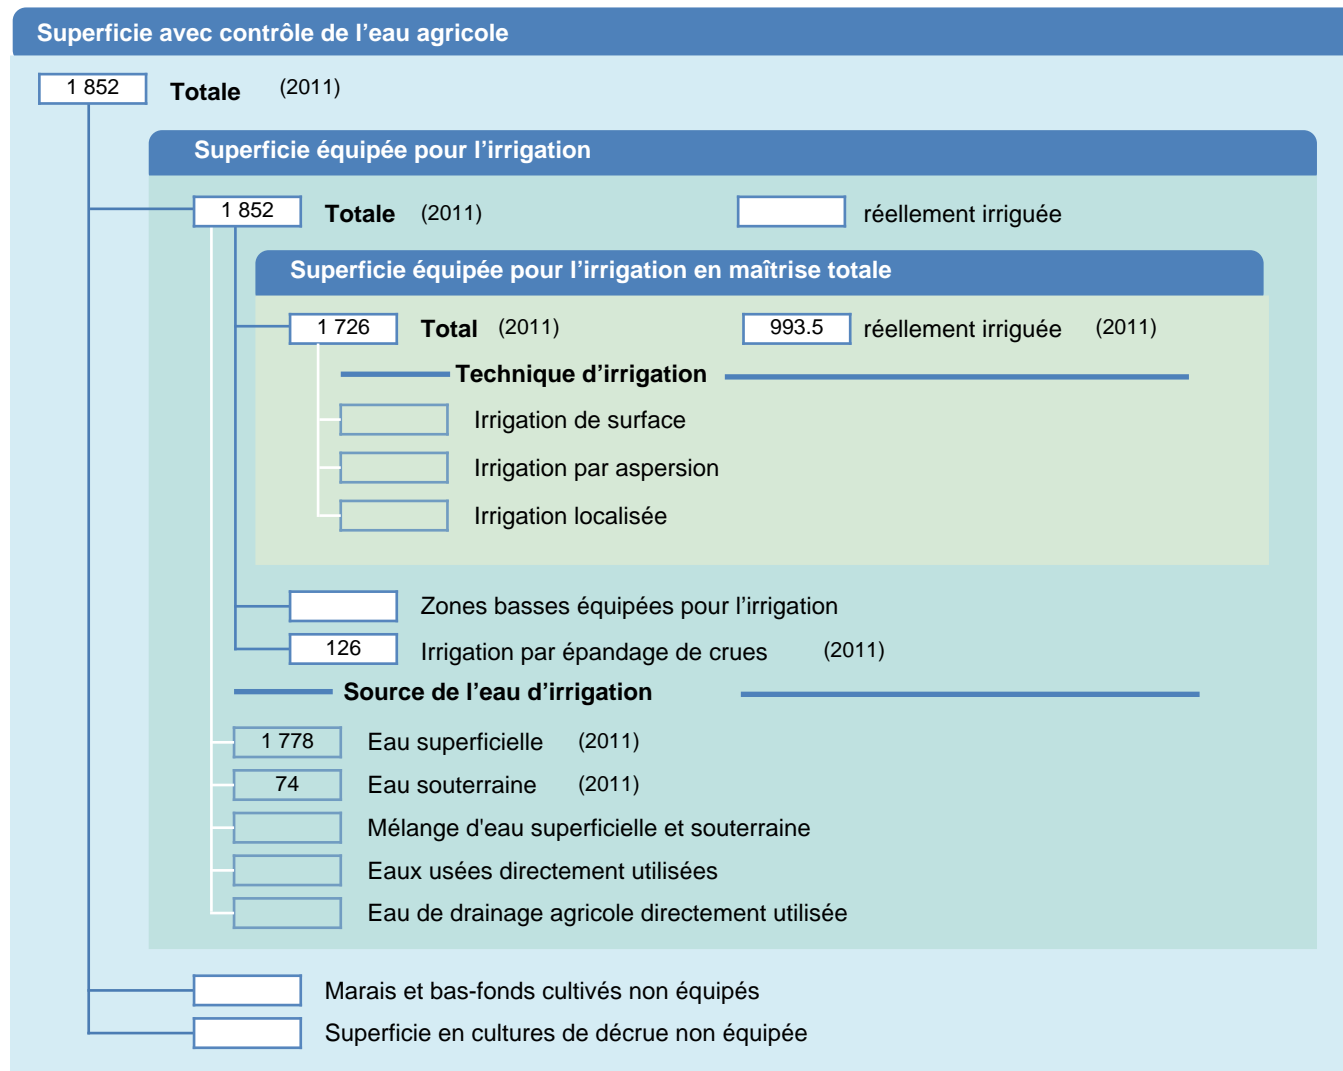 Superficie avec contrôle de l'eau agricole
1 852 Totale (2011)
Superficie équipée pour l'irrigation
1 852 Totale (2011) réellement irriguée
Superficie équipée pour l'irrigation en maîtrise totale
1 726 Total (2011) 993.5 réellement irriguée (2011)
Technique d'irrigation
Irrigation de surface
Irrigation par aspersion
Irrigation localisée
Zones basses équipées pour l'irrigation
126 Irrigation par épandage de crues (2011)
Source de l'eau d'irrigation
1 778 Eau superficielle (2011)
74 Eau souterraine (2011)
Mélange d'eau superficielle et souterraine
Eaux usées directement utilisées
Eau de drainage agricole directement utilisée
Marais et bas-fonds cultivés non équipés
Superficie en cultures de décrue non équipée